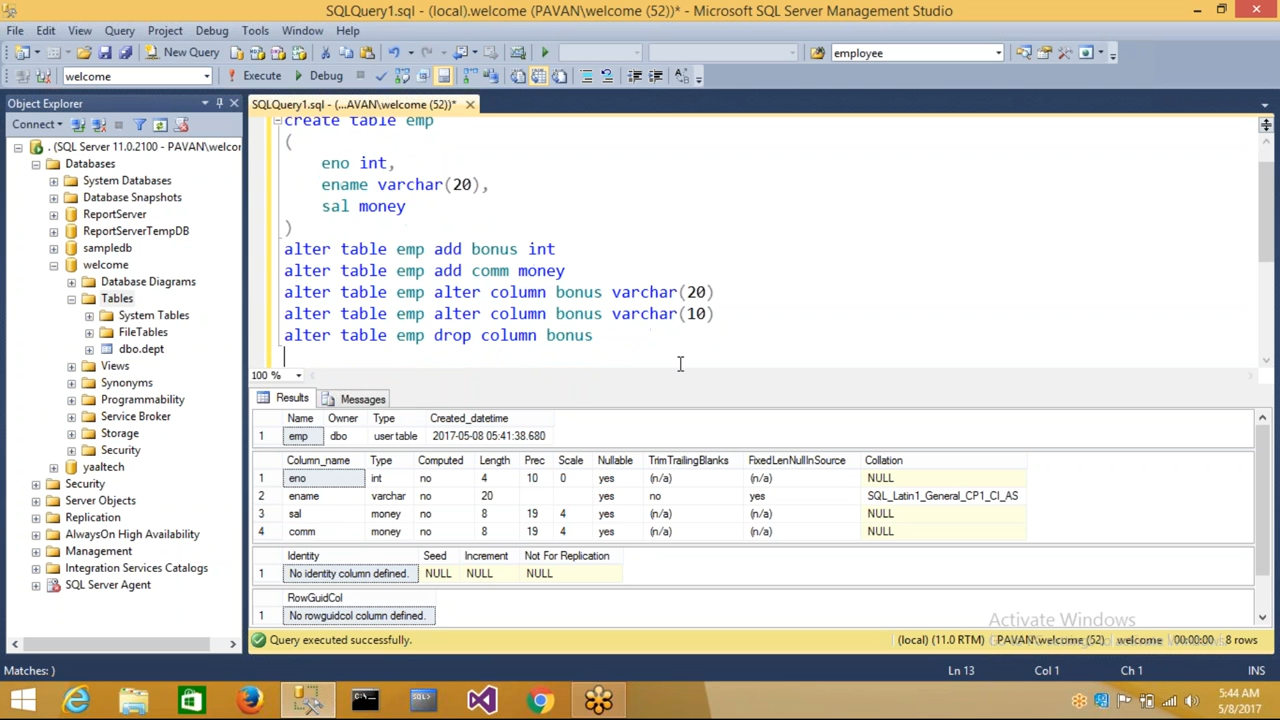 SQLQuery1.sql - (local).welcome (PAVAN\welcome (52))* - Microsoft SQL Server Management Studio
File Edit View Query Project Debug Tools Window Help
New Query employee
welcome Execute Debug
Object Explorer
SQLQuery1.sql - (...AVAN\welcome (52))*
Connect
. (SQL Server 11.0.2100 - PAVAN\welcor
Databases
System Databases
Database Snapshots
ReportServer
ReportServerTempDB
sampledb
welcome
Database Diagrams
Tables
System Tables
FileTables
dbo.dept
Views
Synonyms
Programmability
Service Broker
Storage
Security
yaaltech
Security
Server Objects
Replication
AlwaysOn High Availability
Management
Integration Services Catalogs
SQL Server Agent
create table emp
(
eno int,
ename varchar(20),
sal money
)
alter table emp add bonus int
alter table emp add comm money
alter table emp alter column bonus varchar(20)
alter table emp alter column bonus varchar(10)
alter table emp drop column bonus
100 %
Results Messages
Name Owner Type Created_datetime
1 emp dbo user table 2017-05-08 05:41:38.680
Column_name Type Computed Length Prec Scale Nullable TrimTrailingBlanks FixedLenNullInSource Collation
1 eno int no 4 10 0 yes (n/a) (n/a) NULL
2 ename varchar no 20 yes no yes SQL_Latin1_General_CP1_CI_AS
3 sal money no 8 19 4 yes (n/a) (n/a) NULL
4 comm money no 8 19 4 yes (n/a) (n/a) NULL
Identity Seed Increment Not For Replication
1 No identity column defined. NULL NULL NULL
RowGuidCol
1 No rowguidcol column defined.
Activate Windows
Query executed successfully. (local) (11.0 RTM) PAVAN\welcome (52) welcome 00:00:00 8 rows
Matches: ) Ln 13 Col 1 Ch 1 INS
5:44 AM
5/8/2017